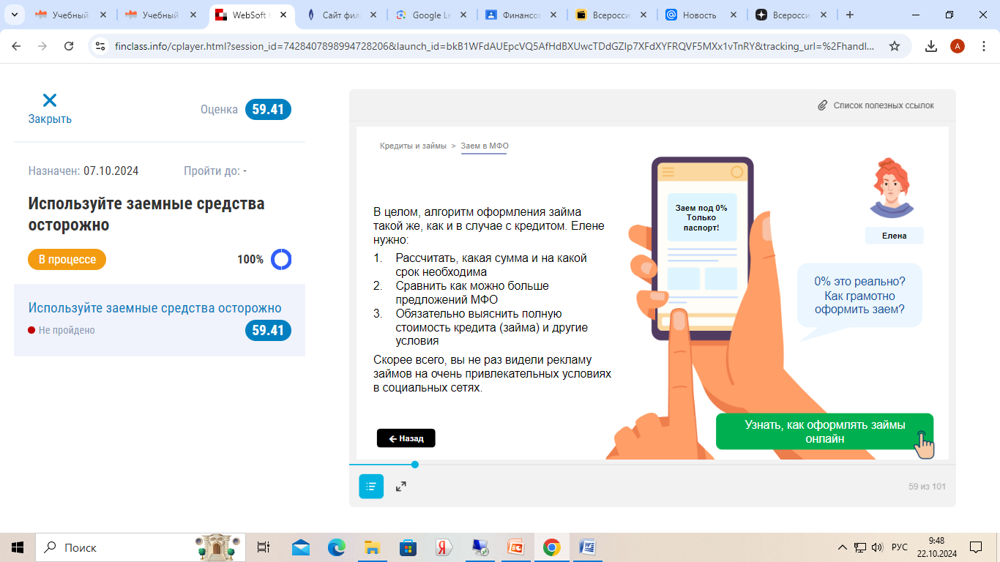 Учебный
Учебный
WebSoft
Сайт фил
Google Le
Финансов
Всеросси
Новость
Всеросси
finclass.info/cplayer.html?session_id=7428407898994728206&launch_id=bkB1WFdAUEpcVQ5AfHdBXUwcTDdGZlp7XFdXYFRQVF5MXx1vTnRY&tracking_url=%2Fhandl...
A
Закрыть
Оценка 59.41
Назначен: 07.10.2024 Пройти до: -
Используйте заемные средства
осторожно
В процессе 100%
Используйте заемные средства осторожно
Не пройдено 59.41
Список полезных ссылок
Кредиты и займы > Заем в МФО
В целом, алгоритм оформления займа
такой же, как и в случае с кредитом. Елене
нужно:
1. Рассчитать, какая сумма и на какой
срок необходима
2. Сравнить как можно больше
предложений МФО
3. Обязательно выяснить полную
стоимость кредита (займа) и другие
условия
Скорее всего, вы не раз видели рекламу
займов на очень привлекательных условиях
в социальных сетях.
Заем под 0%
Только
паспорт!
Елена
0% это реально?
Как грамотно
оформить заем?
Назад
Узнать, как оформлять займы
онлайн
59 из 101
Поиск
РУС
9:48
22.10.2024